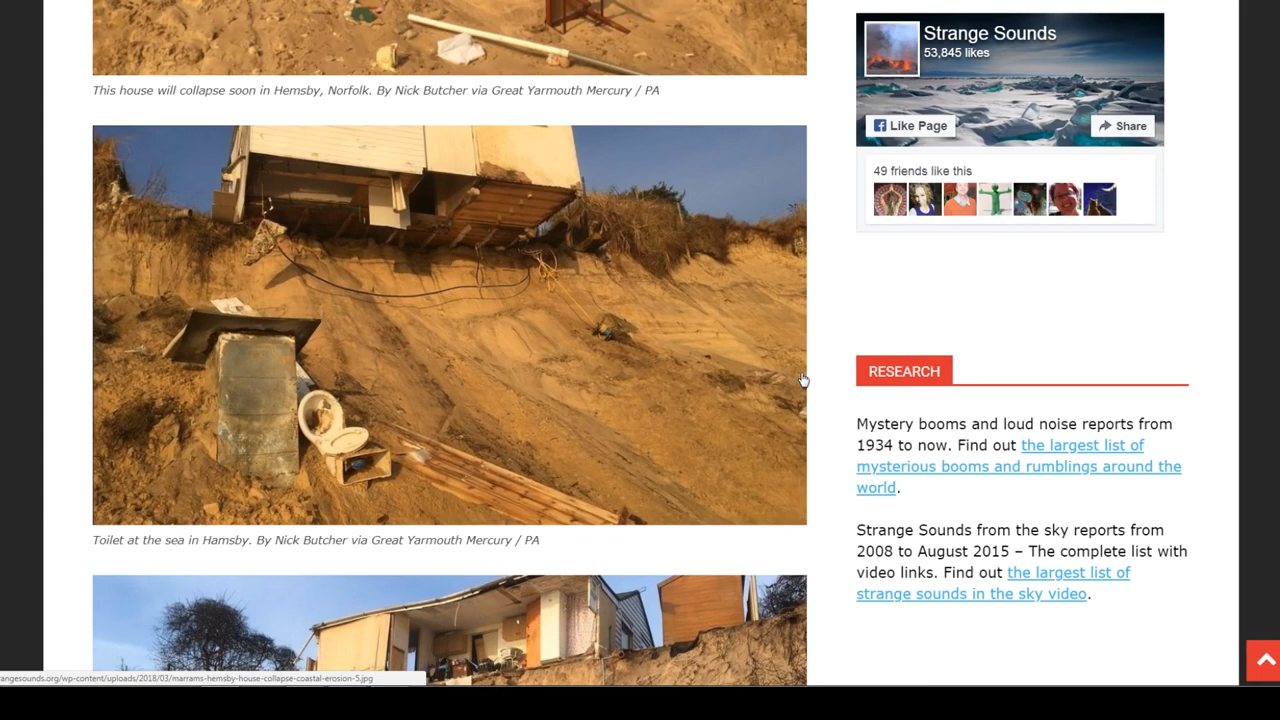 This house will collapse soon in Hemsby, Norfolk. By Nick Butcher via Great Yarmouth Mercury / PA
Toilet at the sea in Hamsby. By Nick Butcher via Great Yarmouth Mercury / PA
Strange Sounds
53,845 likes
Like Page
Share
49 friends like this
RESEARCH
Mystery booms and loud noise reports from
1934 to now. Find out the largest list of
mysterious booms and rumblings around the
world.
Strange Sounds from the sky reports from
2008 to August 2015 – The complete list with
video links. Find out the largest list of
strange sounds in the sky video.
angesounds.org/wp-content/uploads/2018/03/marrams-hemsby-house-collapse-coastal-erosion-5.jpg